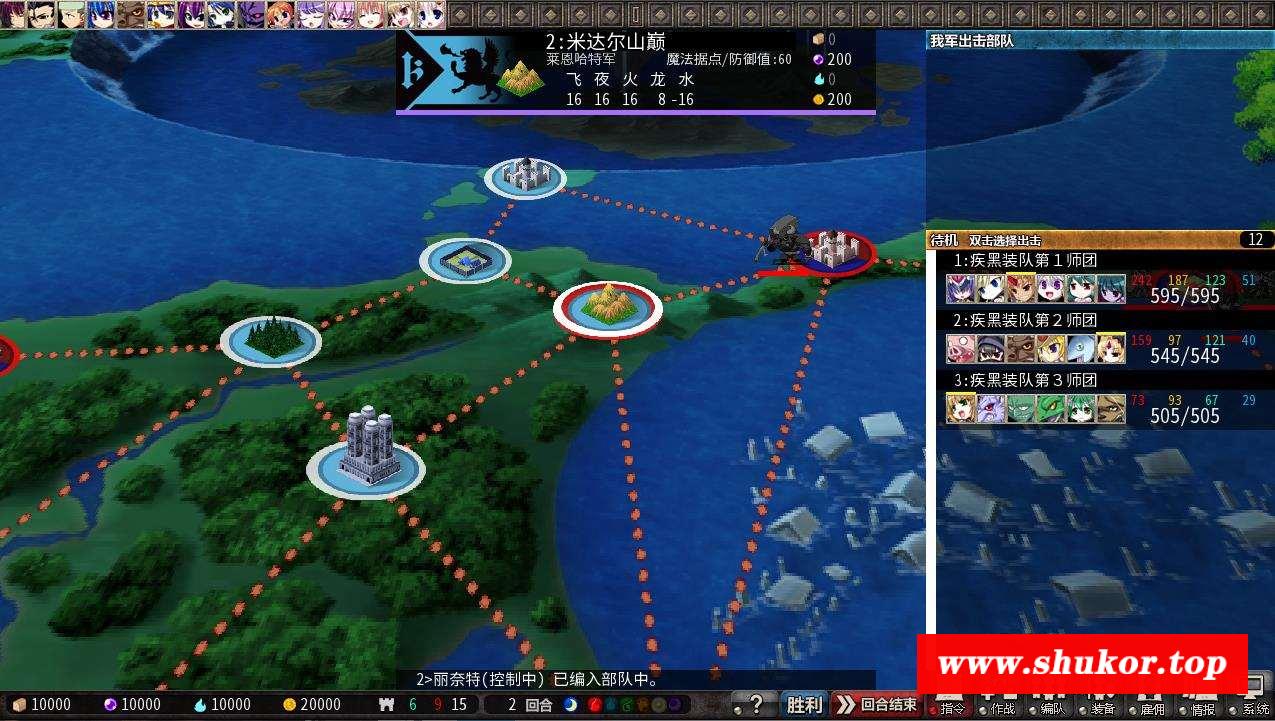 2:米达尔山巅
莱恩哈特军 魔法据点/防御值:60
飞 夜 火 龙 水
16 16 16 8 -16
0
200
0
200
我军出击部队
待机 双击选择出击 12
1:疾黑装队第1师团
242 187 123 51
595/595
2:疾黑装队第2师团
159 97 121 40
545/545
3:疾黑装队第3师团
73 93 67 29
505/505
www.shukor.top
2>丽奈特(控制中) 已编入部队中。
10000 10000 10000 20000 6 9 15 2 回合 ? 胜利 回合结束 指令 作战 编队 装备 雇佣 情报 系统